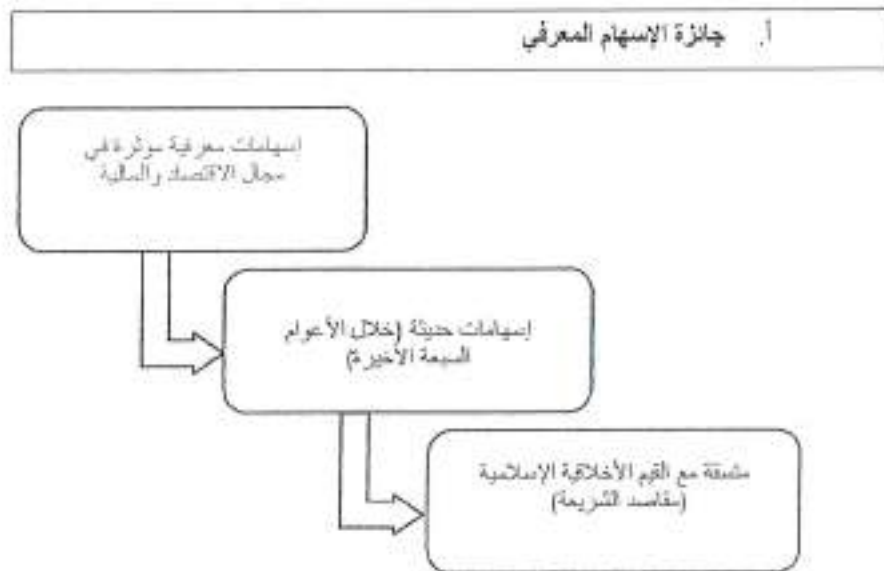 أ. جائزة الإسهام المعرفي
إسهامات معرفية موثرة في
مجال الاقتصاد والمالية
إسهامات حديثة (خلال الأعوام
السبعة الأخيرة)
متسقة مع القيم الأخلاقية الإسلامية
(مقاصد الشريعة)